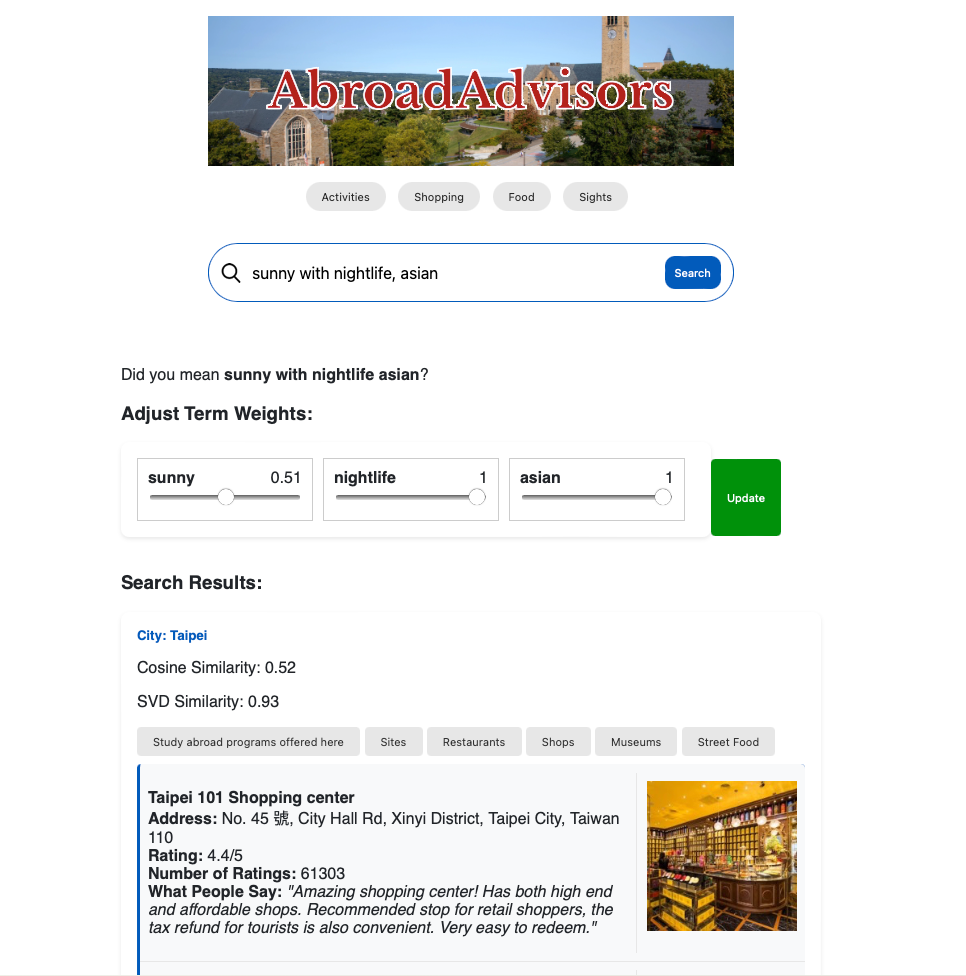 AbroadAdvisors
Activities Shopping Food Sights
sunny with nightlife, asian Search
Did you mean sunny with nightlife asian?
Adjust Term Weights:
sunny 0.51 nightlife 1 asian 1
Update
Search Results:
City: Taipei
Cosine Similarity: 0.52
SVD Similarity: 0.93
Study abroad programs offered here Sites Restaurants Shops Museums Street Food
Taipei 101 Shopping center
Address: No. 45 號, City Hall Rd, Xinyi District, Taipei City, Taiwan
110
Rating: 4.4/5
Number of Ratings: 61303
What People Say: "Amazing shopping center! Has both high end
and affordable shops. Recommended stop for retail shoppers, the
tax refund for tourists is also convenient. Very easy to redeem."